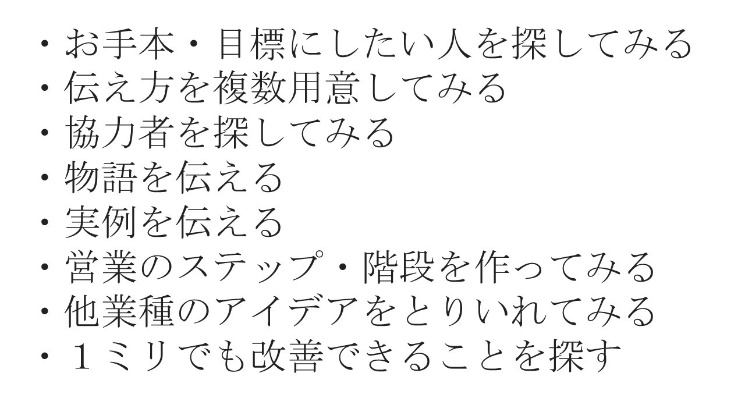 ・お手本・目標にしたい人を探してみる
・伝え方を複数用意してみる
・協力者を探してみる
・物語を伝える
・実例を伝える
・営業のステップ・階段を作ってみる
・他業種のアイデアをとりいれてみる
・１ミリでも改善できることを探す